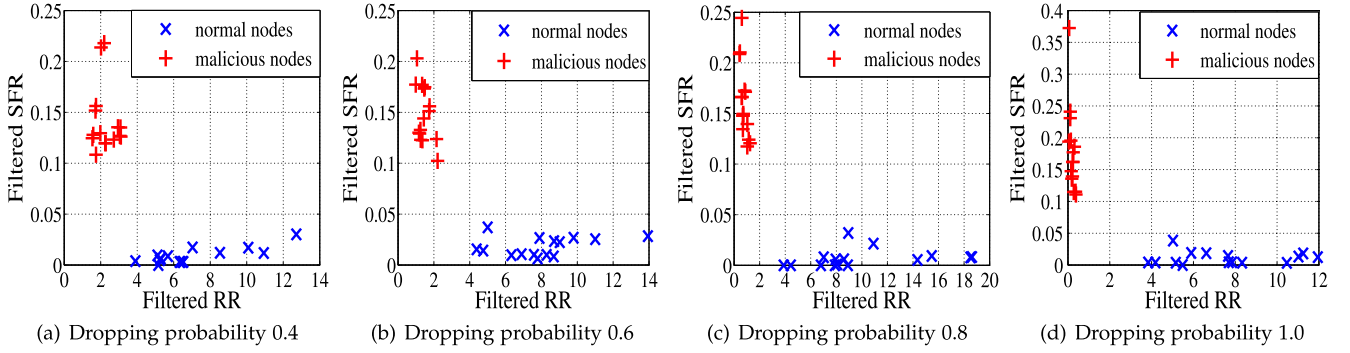 0.25
0.2
0.15
0.1
0.05
0
Filtered SFR
normal nodes
malicious nodes
0 2 4 6 8 10 12 14
Filtered RR
(a) Dropping probability 0.4
0.25
0.2
0.15
0.1
0.05
0
Filtered SFR
normal nodes
malicious nodes
0 2 4 6 8 10 12 14
Filtered RR
(b) Dropping probability 0.6
0.25
0.2
0.15
0.1
0.05
0
Filtered SFR
normal nodes
malicious nodes
0 2 4 6 8 10 12 14 16 18 20
Filtered RR
(c) Dropping probability 0.8
0.4
0.35
0.3
0.25
0.2
0.15
0.1
0.05
0
Filtered SFR
normal nodes
malicious nodes
0 2 4 6 8 10 12
Filtered RR
(d) Dropping probability 1.0